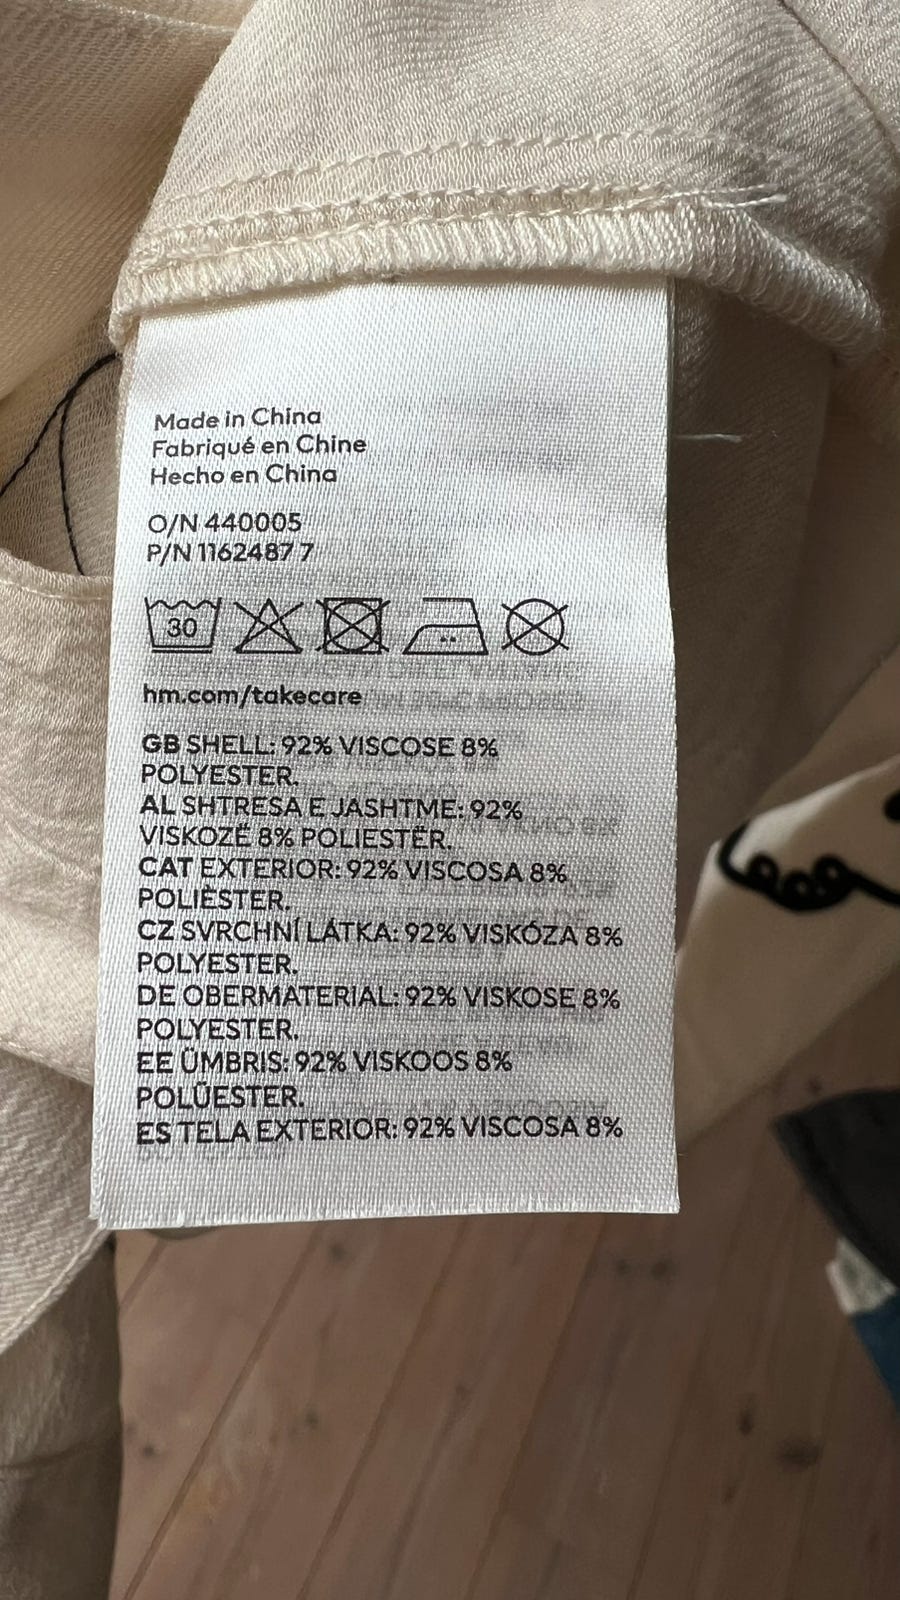 Made in China
Fabriqué en Chine
Hecho en China
O/N 440005
P/N 11624877
30
hm.com/takecare
GB SHELL: 92% VISCOSE 8%
POLYESTER.
AL SHTRESA E JASHTME: 92%
VISKOZË 8% POLIESTËR.
CAT EXTERIOR: 92% VISCOSA 8%
POLIÈSTER.
CZ SVRCHNÍ LÁTKA: 92% VISKÓZA 8%
POLYESTER.
DE OBERMATERIAL: 92% VISKOSE 8%
POLYESTER.
EE ÜMBRIS: 92% VISKOOS 8%
POLÜESTER.
ES TELA EXTERIOR: 92% VISCOSA 8%